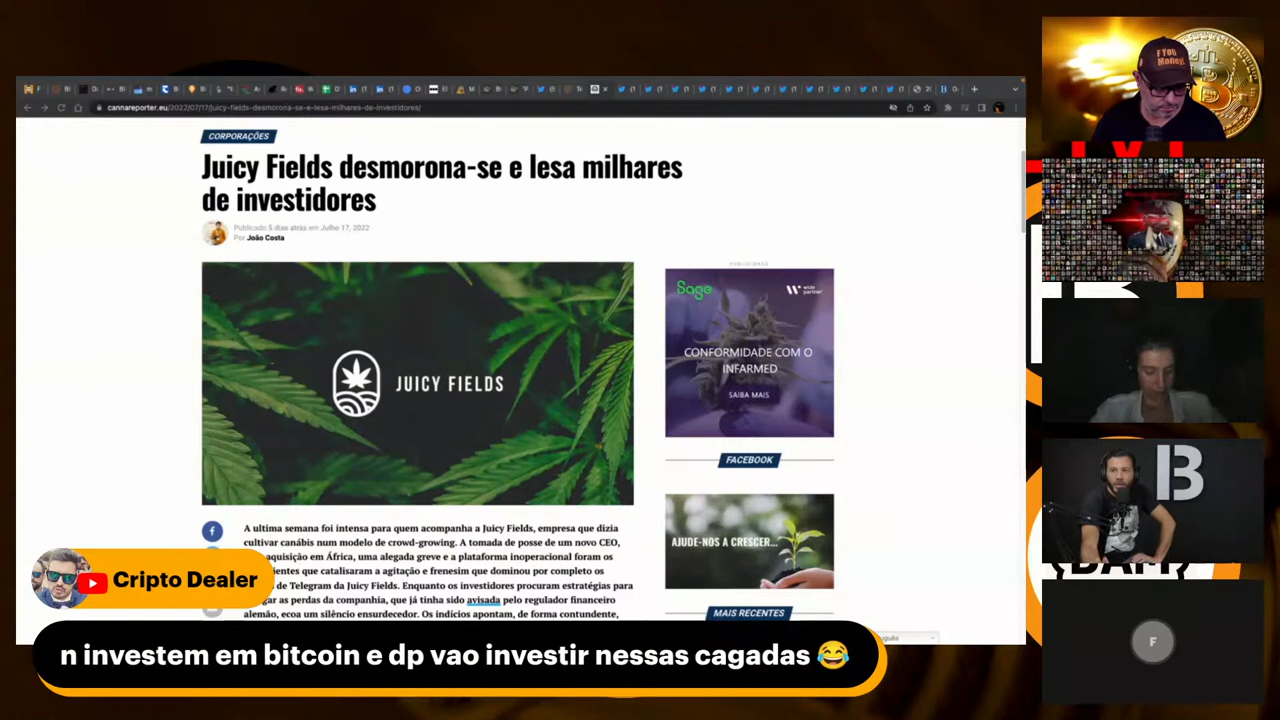 cannareporter.eu/2022/07/17/juicy-fields-desmorona-se-e-lesa-milhares-de-investidores/
CORPORAÇÕES
Juicy Fields desmorona-se e lesa milhares
de investidores
Publicado 5 dias atrás em Julho 17, 2022
Por João Costa
JUICY FIELDS
A ultima semana foi intensa para quem acompanha a Juicy Fields, empresa que dizia
cultivar canábis num modelo de crowd-growing. A tomada de posse de um novo CEO,
aquisição em África, uma alegada greve e a plataforma inoperacional foram os
que catalisaram a agitação e frenesim que dominou por completo os
de Telegram da Juicy Fields. Enquanto os investidores procuram estratégias para
as perdas da companhia, que já tinha sido avisada pelo regulador financeiro
alemão, ecoa um silêncio ensurdecedor. Os indícios apontam, de forma contundente,
PUBLICIDADE
Sage
wide partner
CONFORMIDADE COM O
INFARMED
SAIBA MAIS
FACEBOOK
AJUDE-NOS A CRESCER...
MAIS RECENTES
Cripto Dealer
n investem em bitcoin e dp vao investir nessas cagadas 😂
F YOU
Money!
B
F